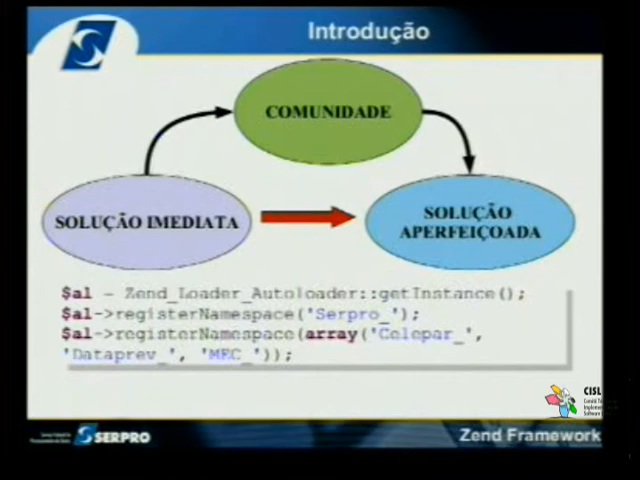 Introdução
COMUNIDADE
SOLUÇÃO IMEDIATA
SOLUÇÃO
APERFEIÇOADA
$al = Zend_Loader_Autoloader::getInstance();
$al->registerNamespace('Serpro_');
$al->registerNamespace(array('Celepar_',
'Dataprev_', 'MEC_'));
CISL
SERPRO
Zend Framework